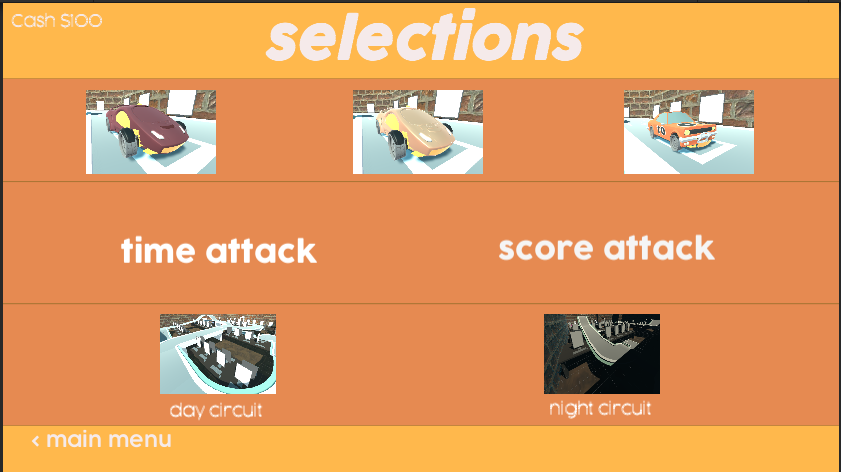 Cash $100
selections
time attack
score attack
day circuit
night circuit
< main menu